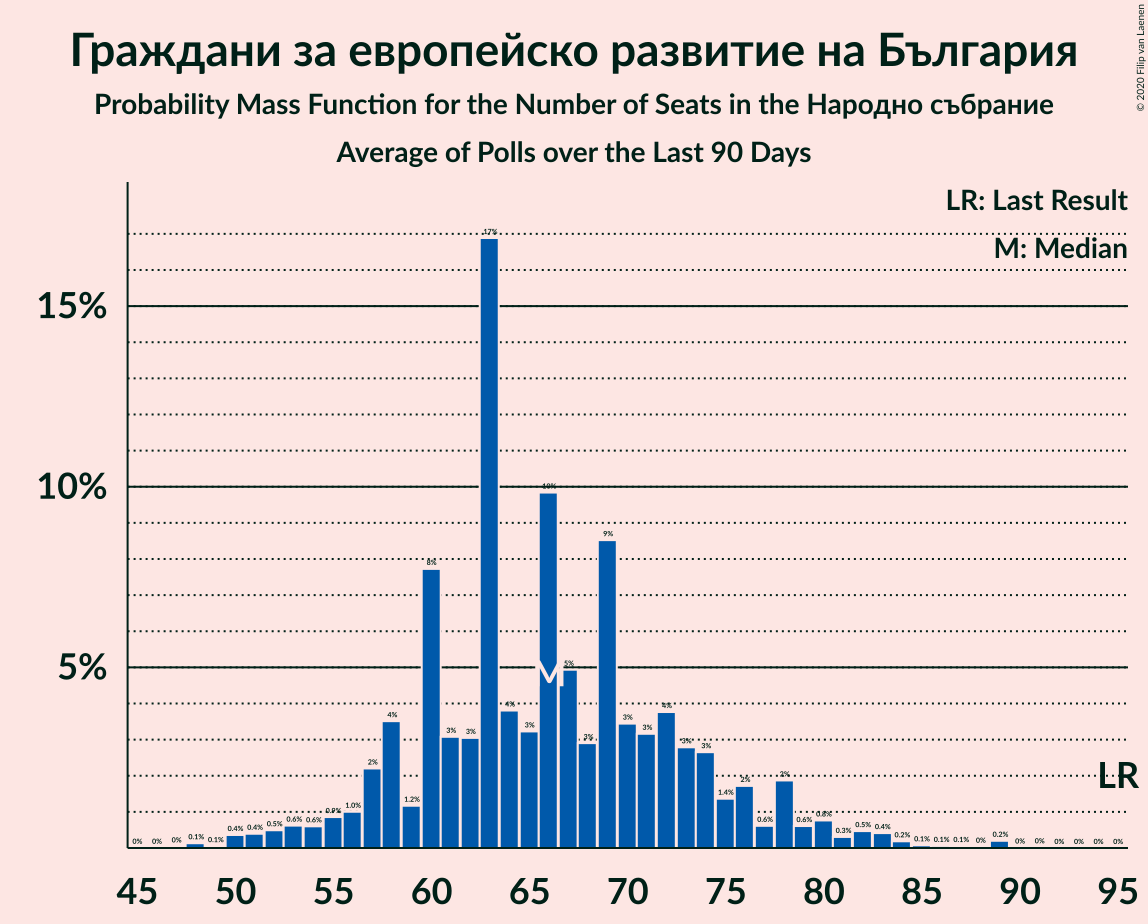 Граждани за европейско развитие на България
Probability Mass Function for the Number of Seats in the Народно събрание
Average of Polls over the Last 90 Days
© 2020 Filip van Laenen
LR: Last Result
M: Median
15%
10%
5%
0% 0% 0% 0.1% 0.1% 0.4% 0.4% 0.5% 0.6% 0.6% 0.9% 1.0% 2% 4% 1.2% 8% 3% 3% 17% 4% 3% 10% 5% 3% 9% 3% 3% 4% 3% 3% 1.4% 2% 0.6% 2% 0.6% 0.8% 0.3% 0.5% 0.4% 0.2% 0.1% 0.1% 0.1% 0% 0.2% 0% 0% 0% 0% 0% 0%
M
LR
45 50 55 60 65 70 75 80 85 90 95